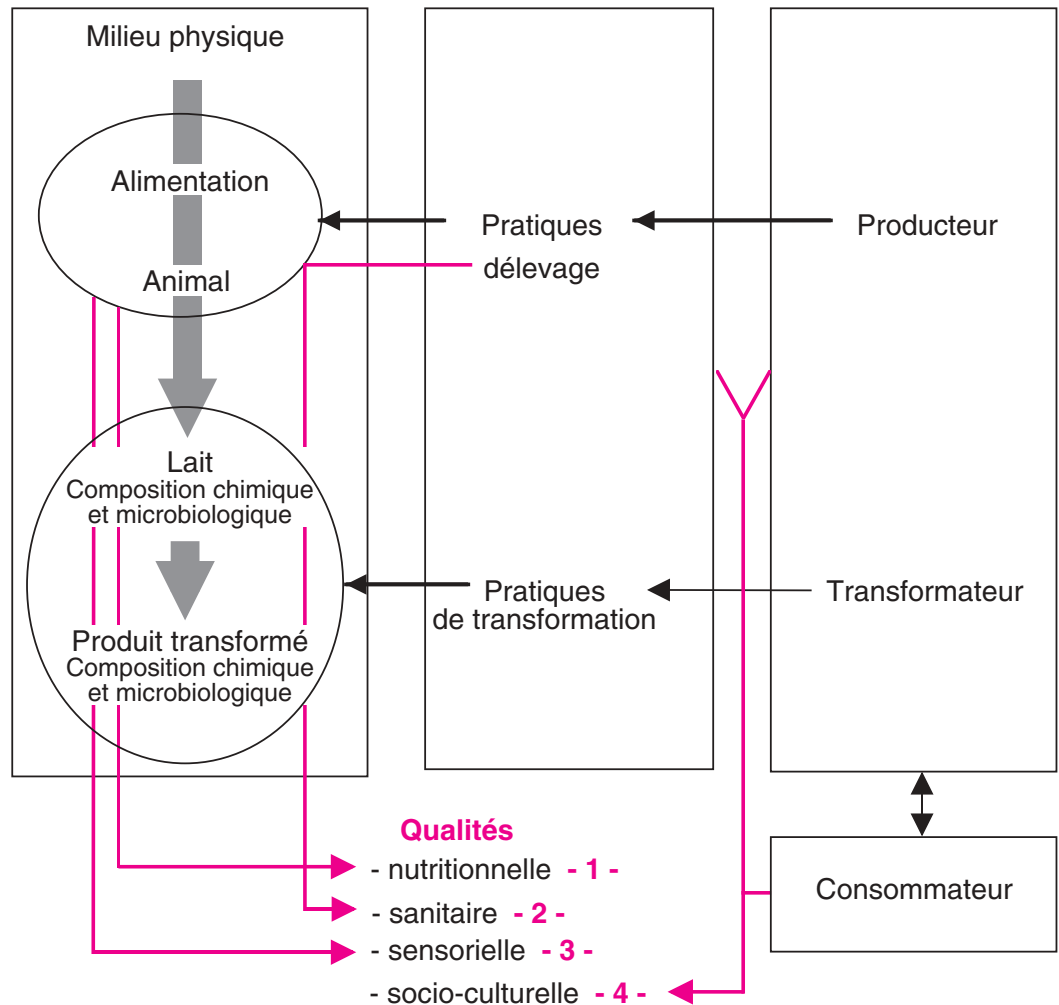 Milieu physique
Alimentation
Animal
Lait
Composition chimique
et microbiologique
Produit transformé
Composition chimique
et microbiologique
Pratiques
délevage
Pratiques
de transformation
Producteur
Transformateur
Consommateur
Qualités
- nutritionnelle - 1 -
- sanitaire - 2 -
- sensorielle - 3 -
- socio-culturelle - 4 -